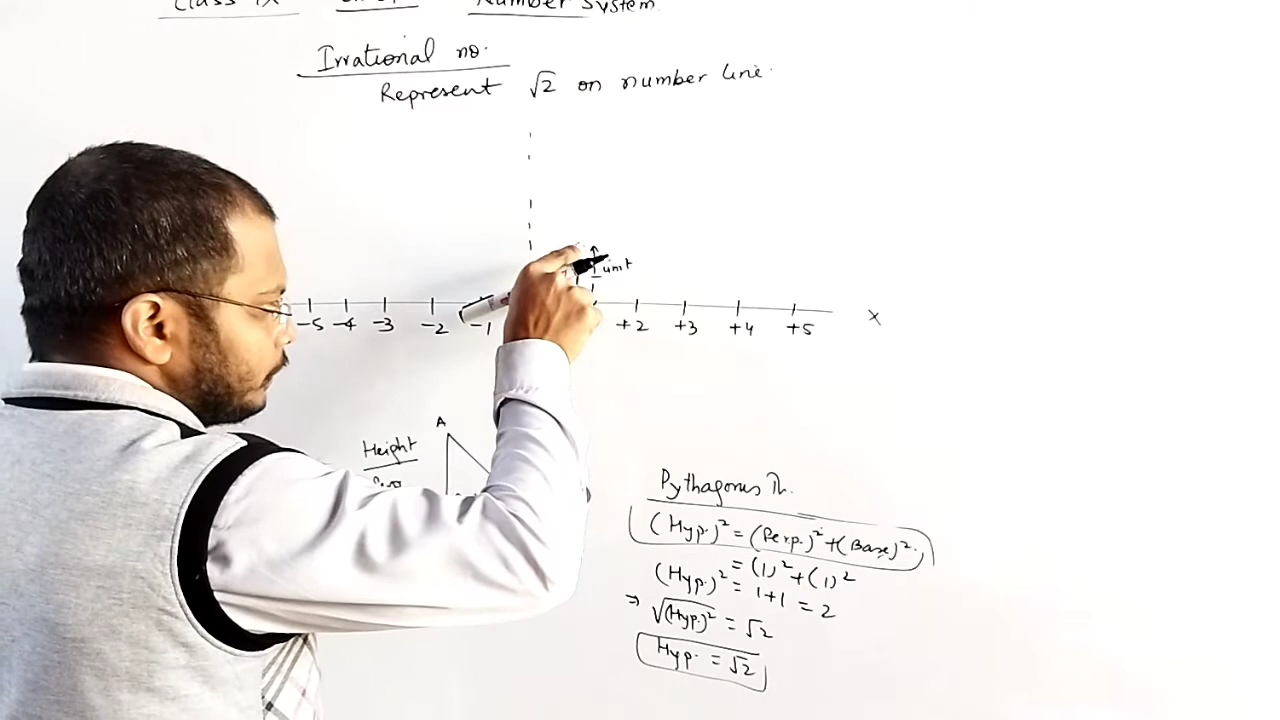 Class IX Number System
Irrational no.
Represent √2 on number line.
unit
-5 -4 -3 -2 -1 +2 +3 +4 +5 X
A
Height
Pythagorus Th.
(Hyp.)² = (Perp.)² + (Base)².
= (1)² + (1)²
(Hyp.)² = 1+1 = 2
⇒ √(Hyp.)² = √2
Hyp. = √2